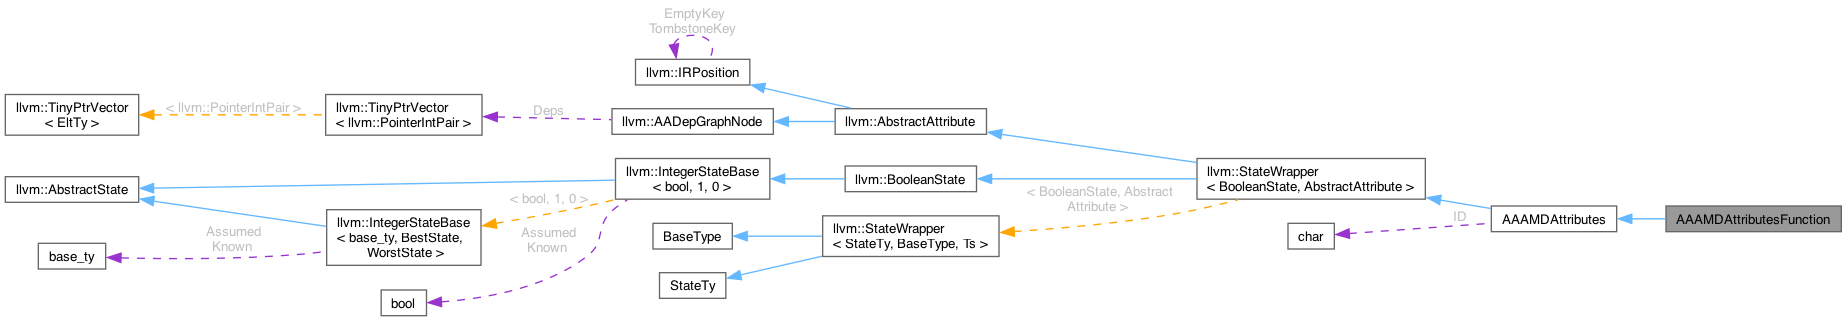 EmptyKey
TombstoneKey
llvm::IRPosition
llvm::TinyPtrVector
< EltTy >
< llvm::PointerIntPair >
llvm::TinyPtrVector
< llvm::PointerIntPair >
Deps
llvm::AADepGraphNode
llvm::AbstractAttribute
llvm::AbstractState
llvm::IntegerStateBase
< bool, 1, 0 >
llvm::BooleanState
llvm::StateWrapper
< BooleanState, AbstractAttribute >
< bool, 1, 0 >
< BooleanState, Abstract
Attribute >
llvm::IntegerStateBase
< base_ty, BestState,
WorstState >
Assumed
Known
base_ty
Assumed
Known
bool
BaseType
llvm::StateWrapper
< StateTy, BaseType, Ts >
StateTy
char
ID
AAAMDAttributes
AAAMDAttributesFunction